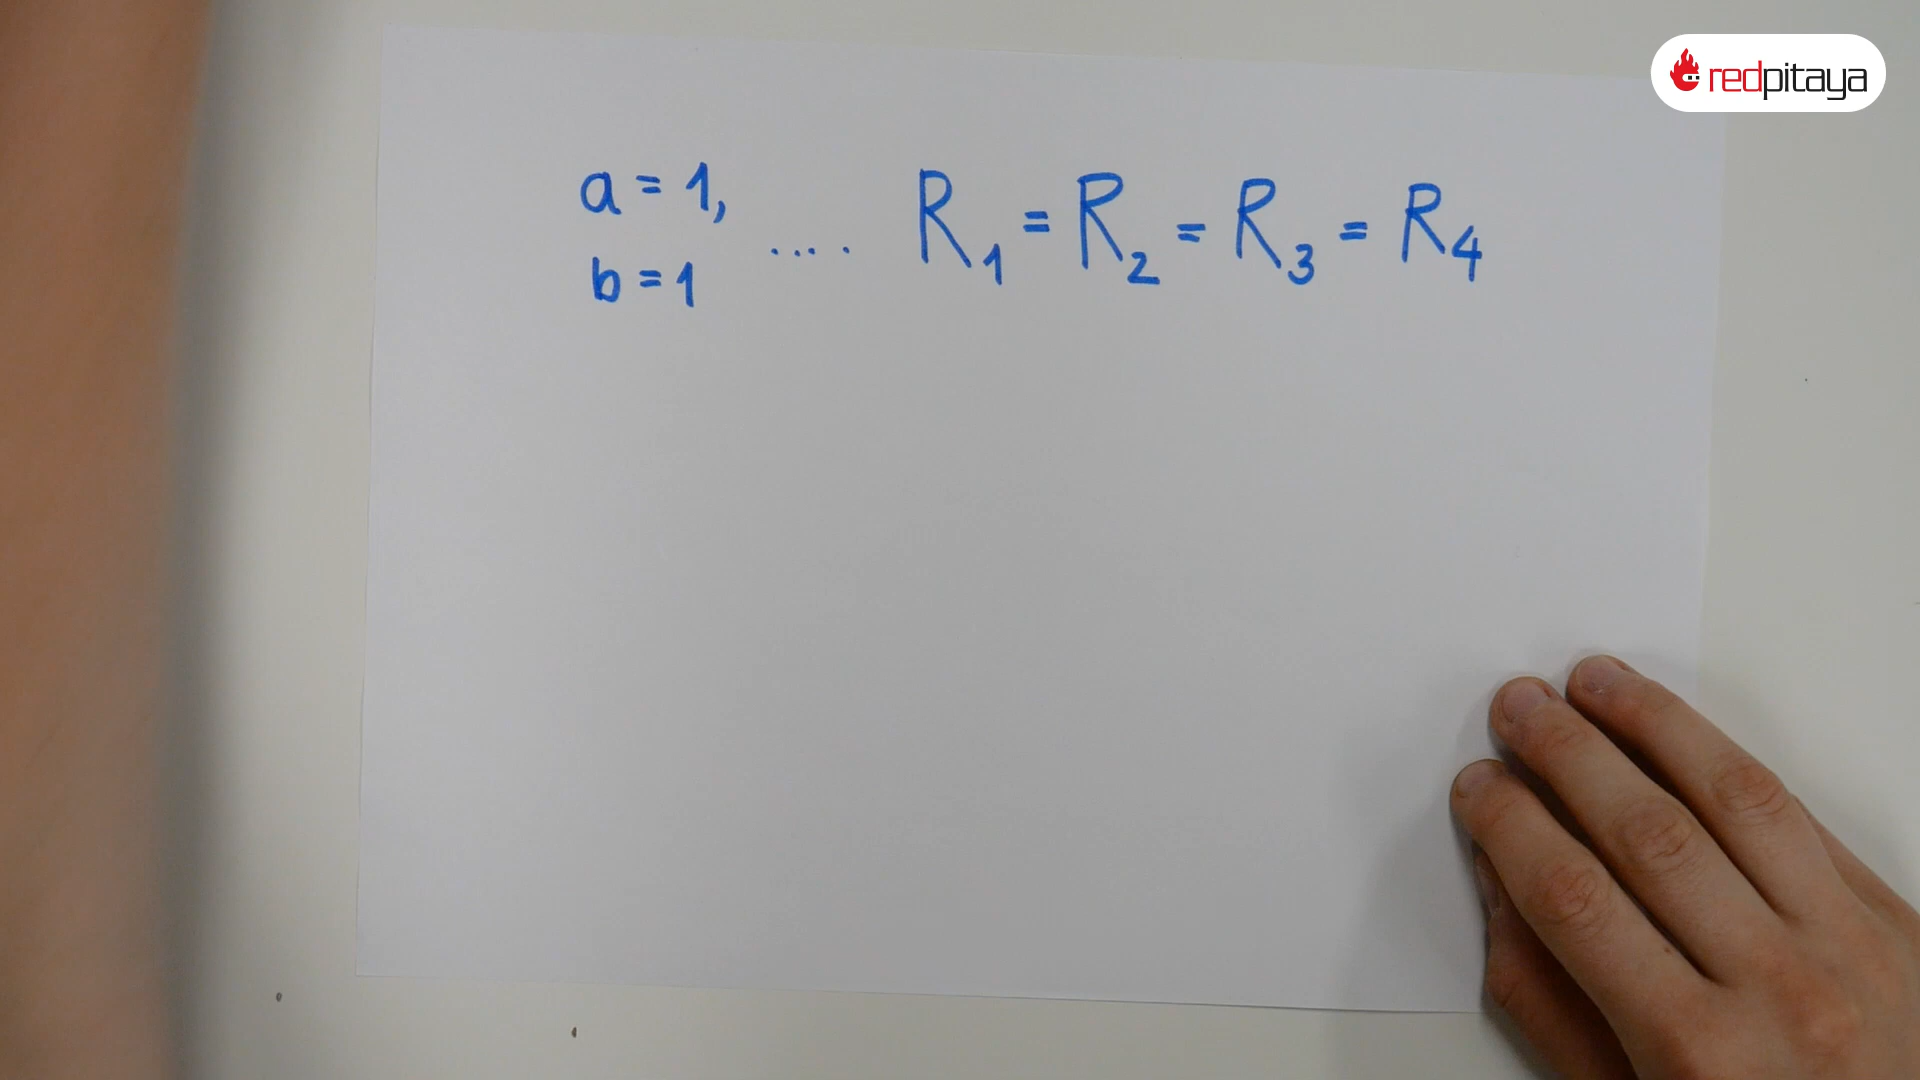 redpitaya
a = 1, .... R1 = R2 = R3 = R4
b = 1